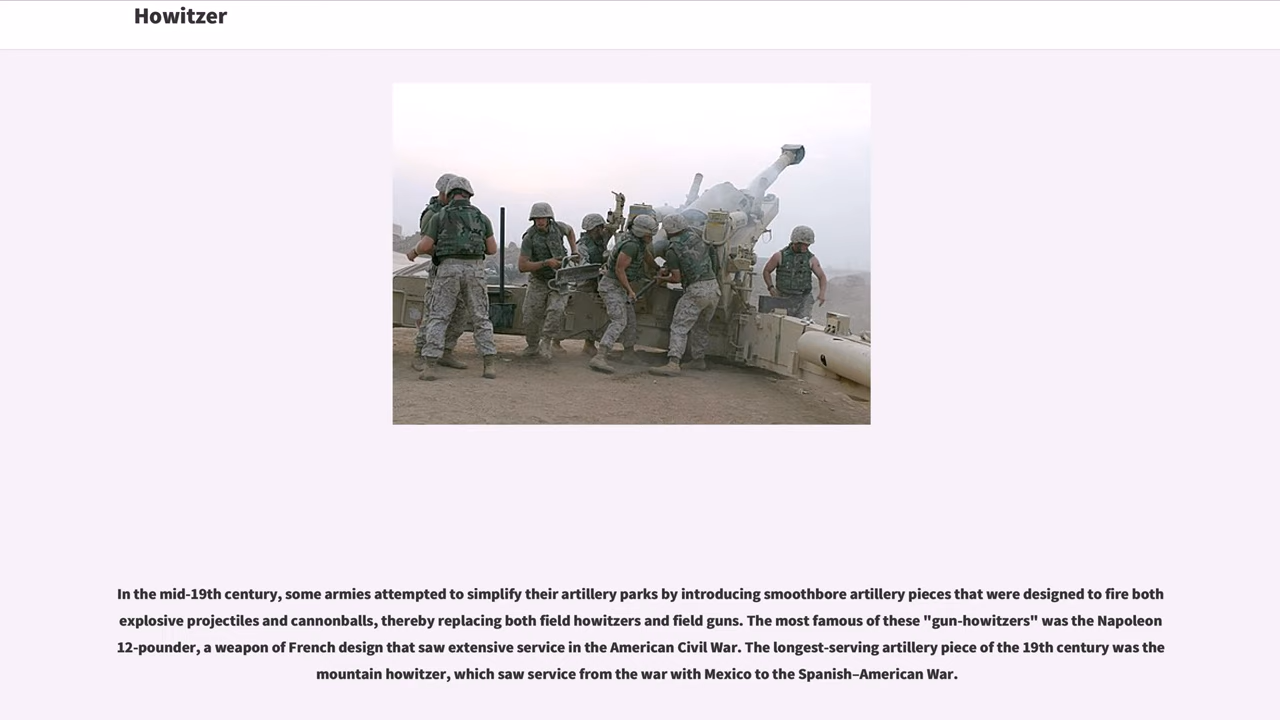 Howitzer
In the mid-19th century, some armies attempted to simplify their artillery parks by introducing smoothbore artillery pieces that were designed to fire both
explosive projectiles and cannonballs, thereby replacing both field howitzers and field guns. The most famous of these "gun-howitzers" was the Napoleon
12-pounder, a weapon of French design that saw extensive service in the American Civil War. The longest-serving artillery piece of the 19th century was the
mountain howitzer, which saw service from the war with Mexico to the Spanish–American War.